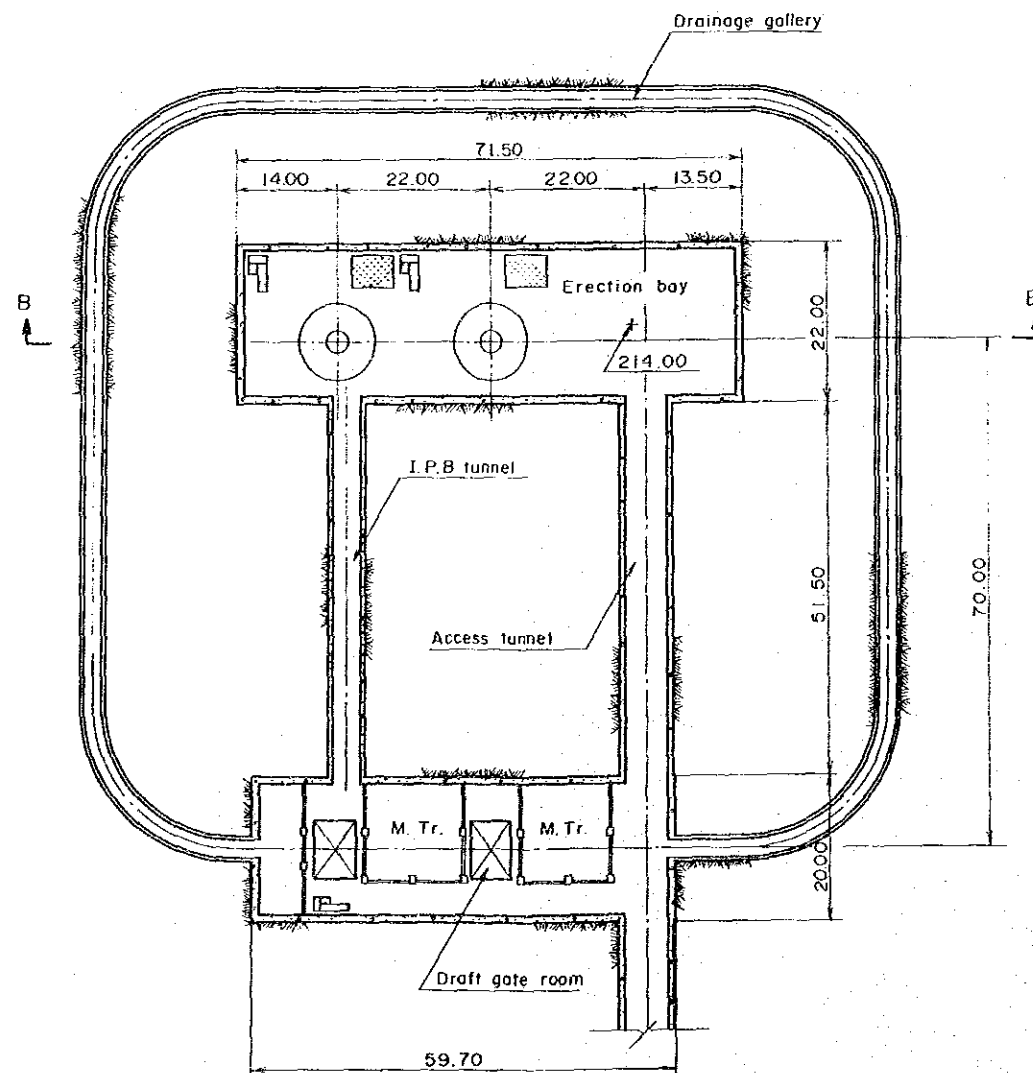 Drainage gallery
71.50
14.00 22.00 22.00 13.50
Erection bay
B
B
214.00
22.00
I.P.B tunnel
Access tunnel
51.50
70.00
M. Tr. M. Tr.
20.00
Draft gate room
59.70